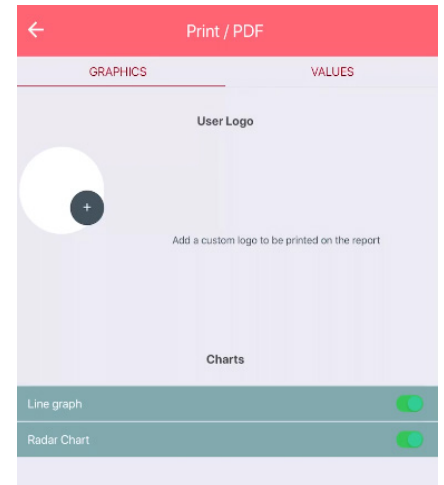 Print / PDF
GRAPHICS VALUES
User Logo
+
Add a custom logo to be printed on the report
Charts
Line graph
Radar Chart